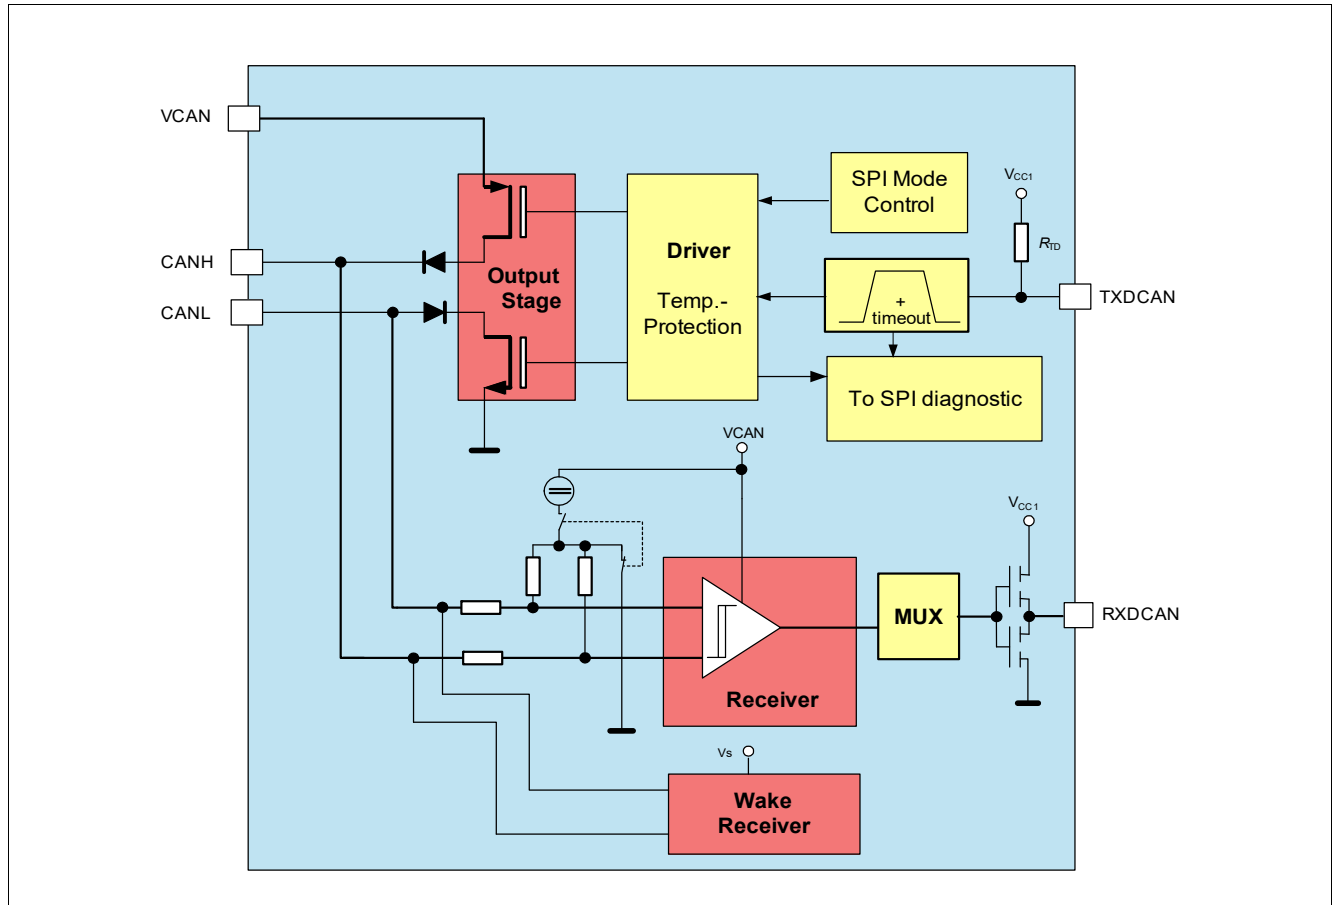 VCAN
SPI Mode
Control
VCC1
RTD
CANH
CANL
Output
Stage
Driver
Temp.-
Protection
+
timeout
TXDCAN
To SPI diagnostic
VCAN
VCC1
MUX
RXDCAN
Receiver
Vs
Wake
Receiver